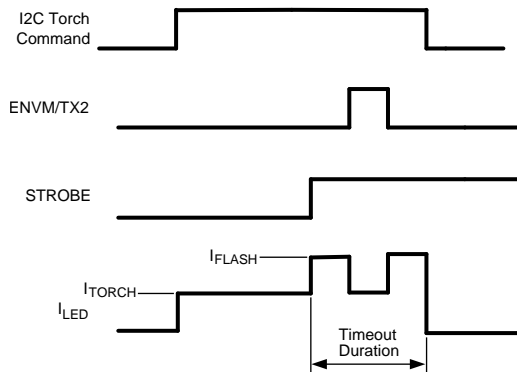 I2C Torch
Command
ENVM/TX2
STROBE
IFLASH
ITORCH
ILED
Timeout
Duration